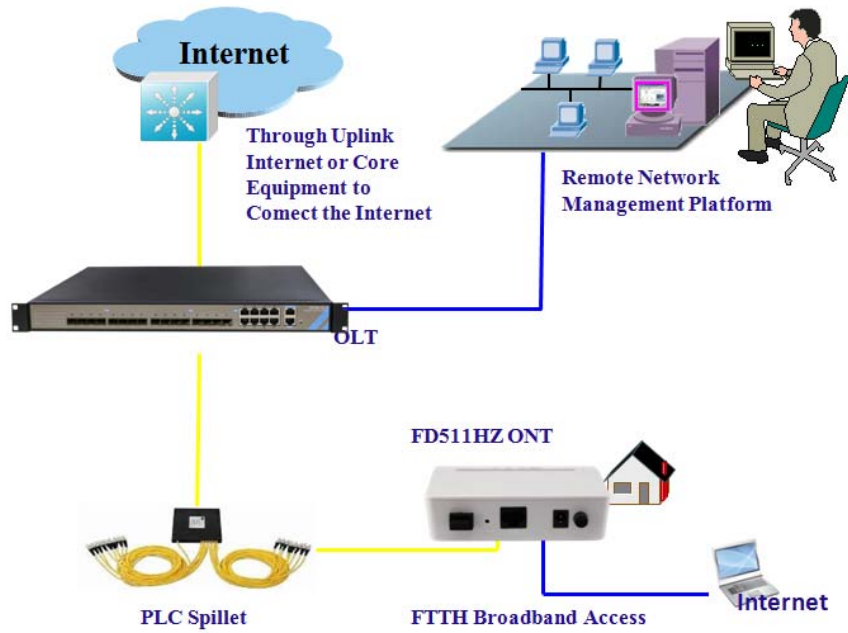 Internet
Through Uplink
Internet or Core
Equipment to
Comect the Internet
Remote Network
Management Platform
OLT
FD511HZ ONT
PLC Spillet
FTTH Broadband Access
Internet